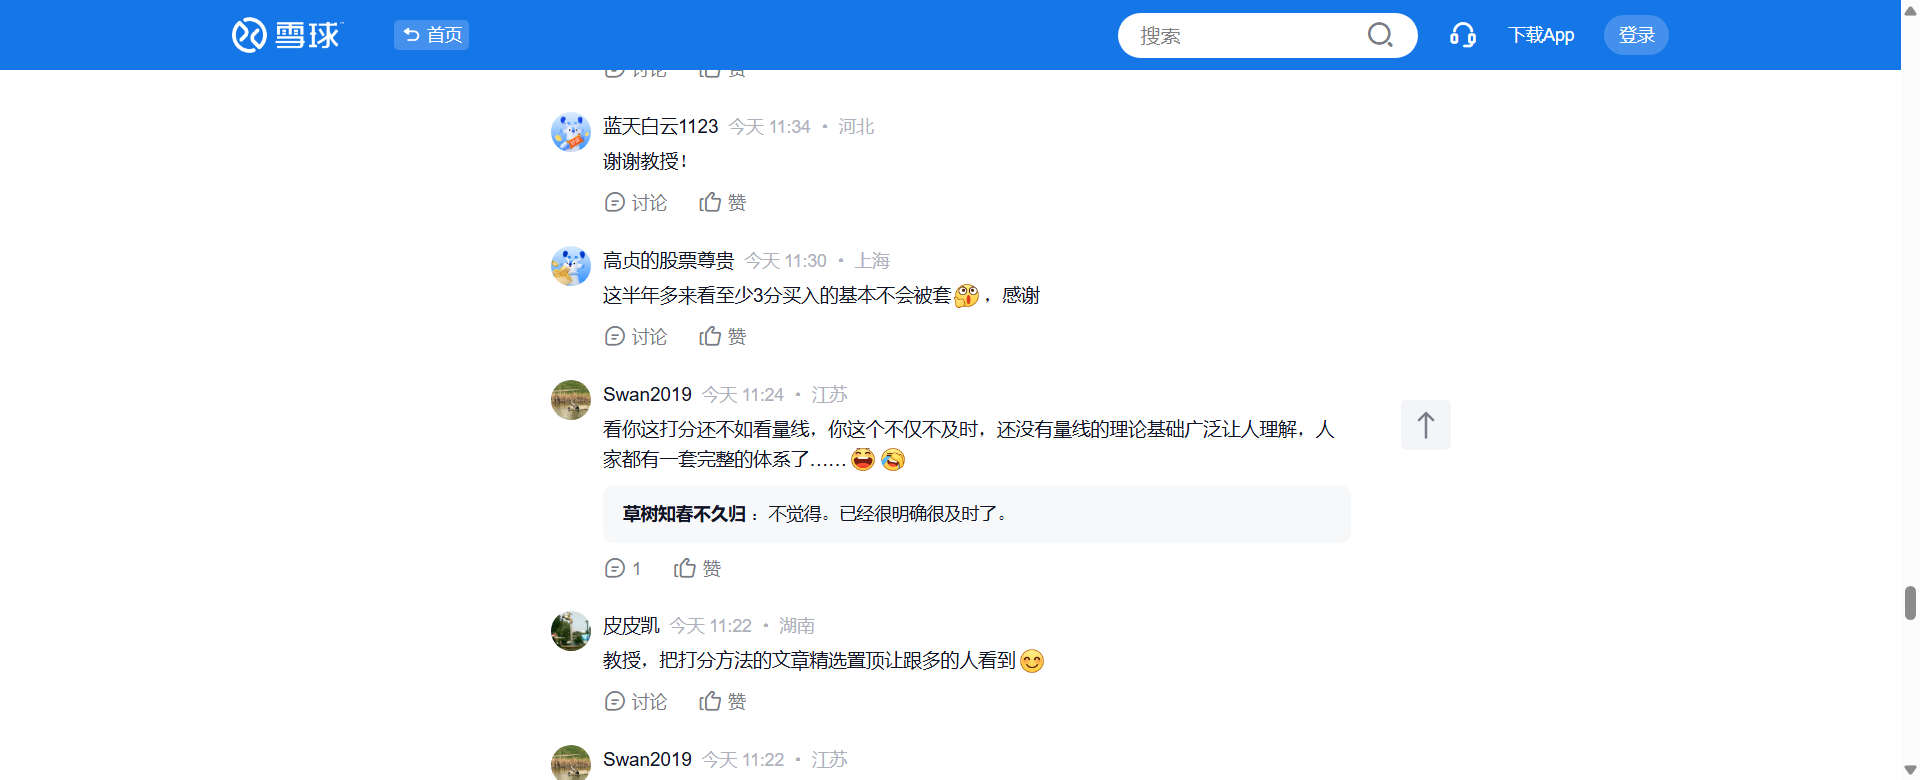 雪球
首页
搜索
下载App
登录
讨论 赞
蓝天白云1123 今天 11:34 · 河北
谢谢教授！
讨论 赞
高贞的股票尊贵 今天 11:30 · 上海
这半年多来看至少3分买入的基本不会被套，感谢
讨论 赞
Swan2019 今天 11:24 · 江苏
看你这打分还不如看量线，你这个不仅不及时，还没有量线的理论基础广泛让人理解，人
家都有一套完整的体系了……
草树知春不久归 ：不觉得。已经很明确很及时了。
1 赞
皮皮凯 今天 11:22 · 湖南
教授，把打分方法的文章精选置顶让跟多的人看到
讨论 赞
Swan2019 今天 11:22 · 江苏